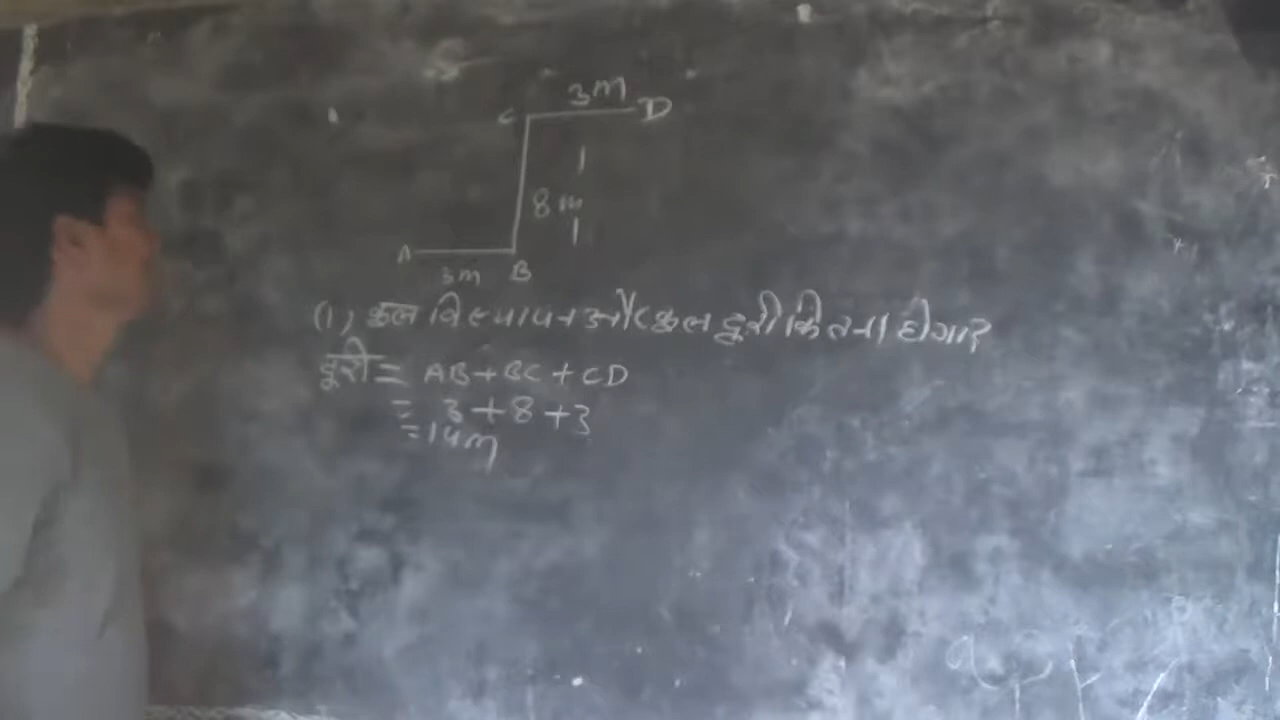 3m
C D
8m
A B
3m
(1) कुल विस्थापन और कुल दूरी कितना होगा?
दूरी = AB+BC+CD
= 3+8+3
=14m